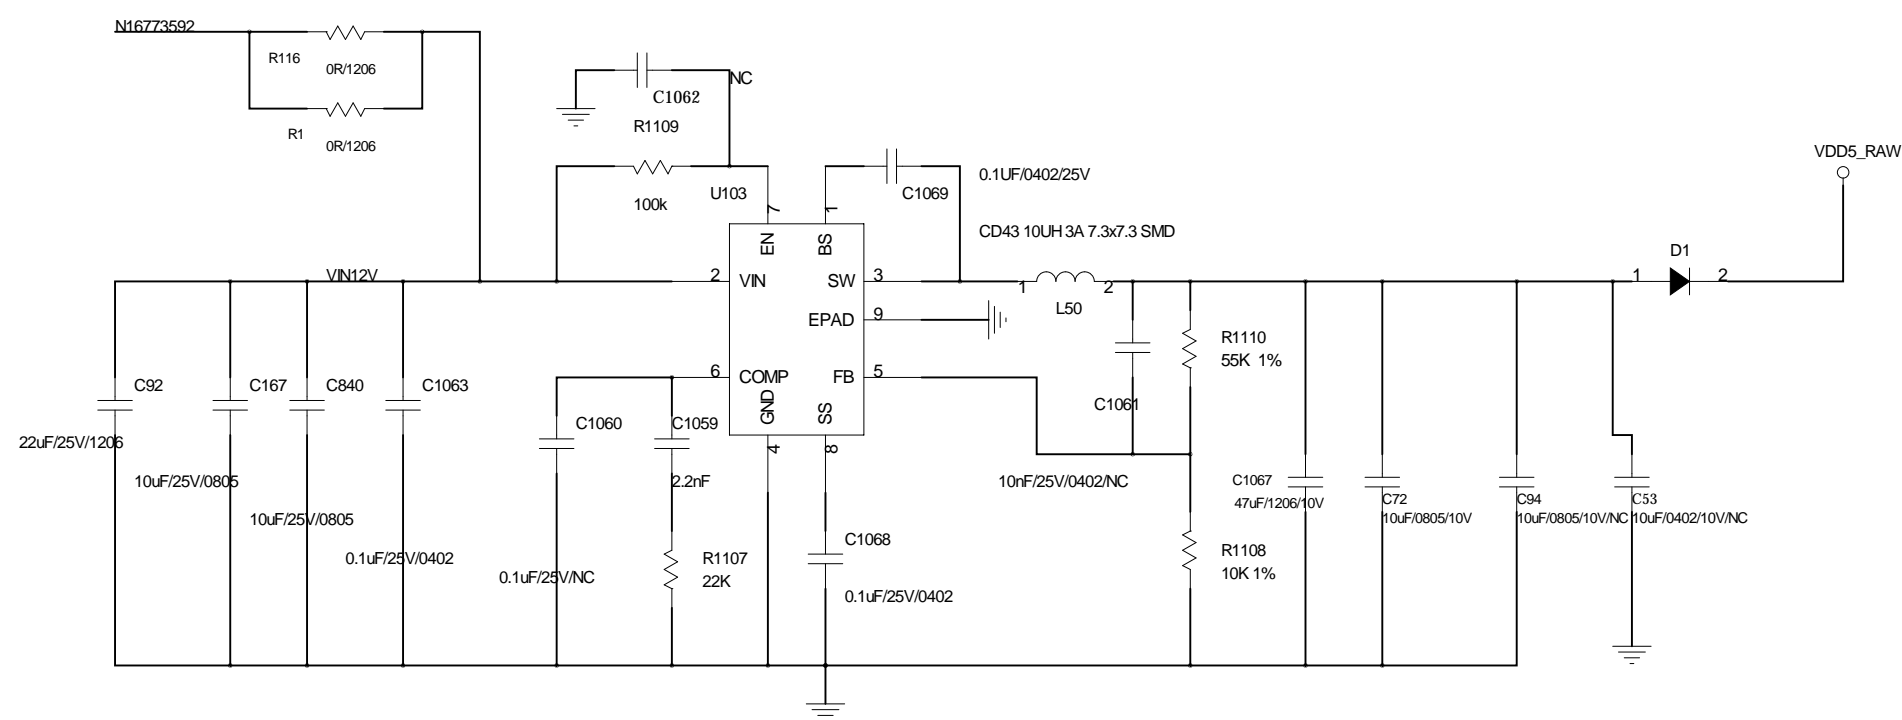 N16773592
R116
0R/1206
R1
0R/1206
NC
C1062
R1109
100k
U103
7
1
C1069
0.1UF/0402/25V
CD43 10UH 3A 7.3x7.3 SMD
VDD5_RAW
D1
1
2
VIN12V
2
VIN
EN
BS
SW
3
1
2
L50
EPAD
9
R1110
55K 1%
6
COMP
FB
5
GND
SS
4
8
C92
22uF/25V/1206
C167
10uF/25V/0805
C840
10uF/25V/0805
C1063
0.1uF/25V/0402
C1060
0.1uF/25V/NC
C1059
2.2nF
R1107
22K
C1068
0.1uF/25V/0402
C1061
10nF/25V/0402/NC
R1108
10K 1%
C1067
47uF/1206/10V
C72
10uF/0805/10V
C94
10uF/0805/10V/NC
C53
10uF/0402/10V/NC